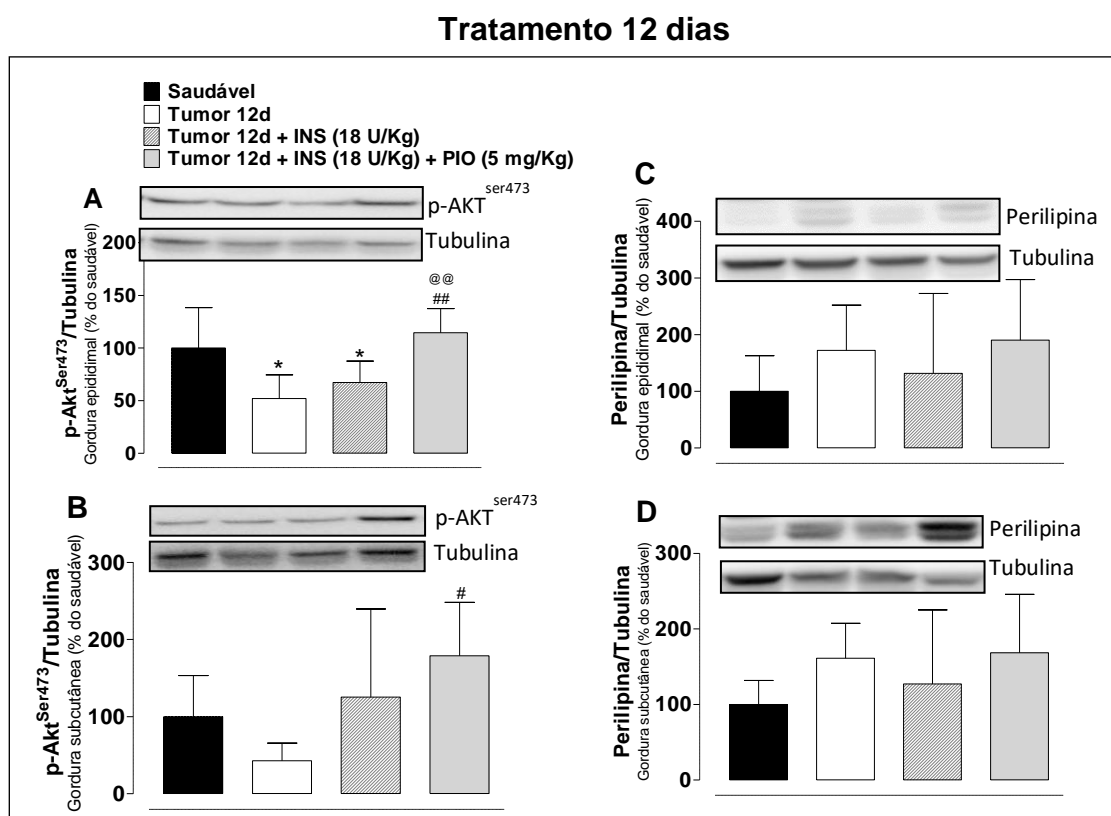 Tratamento 12 dias
Saudável
Tumor 12d
Tumor 12d + INS (18 U/Kg)
Tumor 12d + INS (18 U/Kg) + PIO (5 mg/Kg)
A
p-AKT ser473
Tubulina
p-Akt Ser473/Tubulina
Gordura epididimal (% do saudável)
200
150
100
50
0
*
*
@@
##
B
p-AKT ser473
Tubulina
p-Akt Ser473/Tubulina
Gordura subcutânea (% do saudável)
300
200
100
0
#
C
Perilipina
Tubulina
Perilipina/Tubulina
Gordura epididimal (% do saudável)
400
300
200
100
0
D
Perilipina
Tubulina
Perilipina/Tubulina
Gordura subcutânea (% do saudável)
300
200
100
0